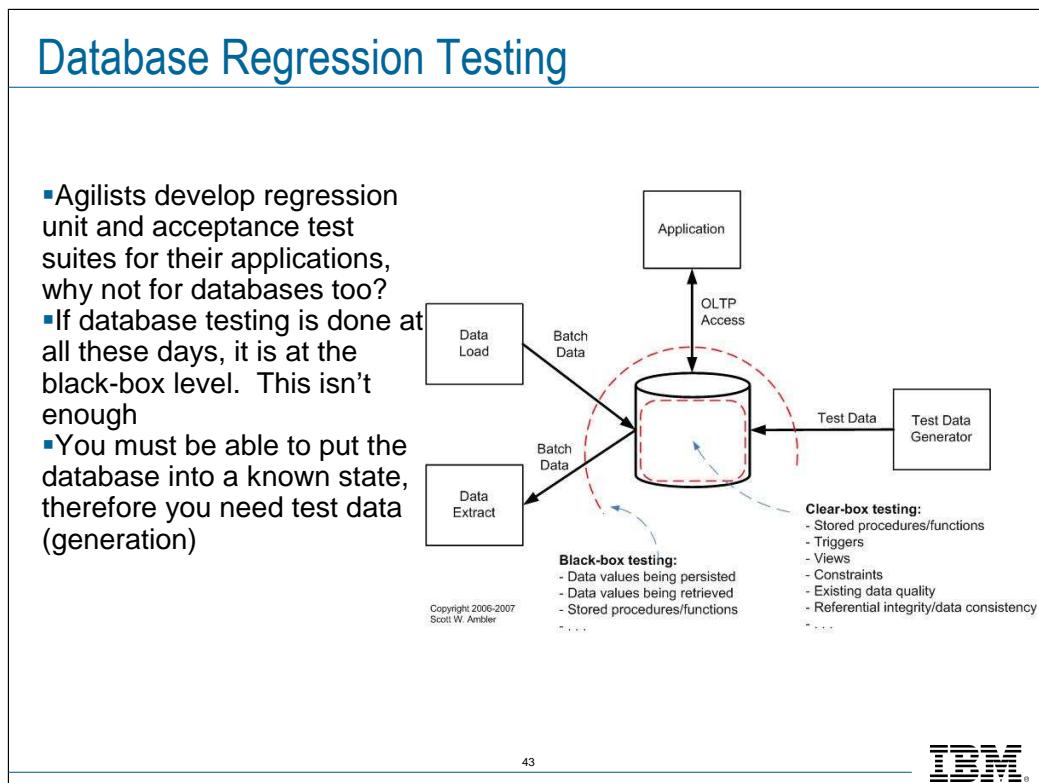 Database Regression Testing
▪Agilists develop regression
unit and acceptance test
suites for their applications,
why not for databases too?
▪If database testing is done at
all these days, it is at the
black-box level.  This isn't
enough
▪You must be able to put the
database into a known state,
therefore you need test data
(generation)
Application
OLTP
Access
Data
Load
Batch
Data
Test Data
Test Data
Generator
Batch
Data
Data
Extract
Black-box testing:
- Data values being persisted
- Data values being retrieved
- Stored procedures/functions
- . . .
Clear-box testing:
- Stored procedures/functions
- Triggers
- Views
- Constraints
- Existing data quality
- Referential integrity/data consistency
- . . .
Copyright 2006-2007
Scott W. Ambler
43
IBM®